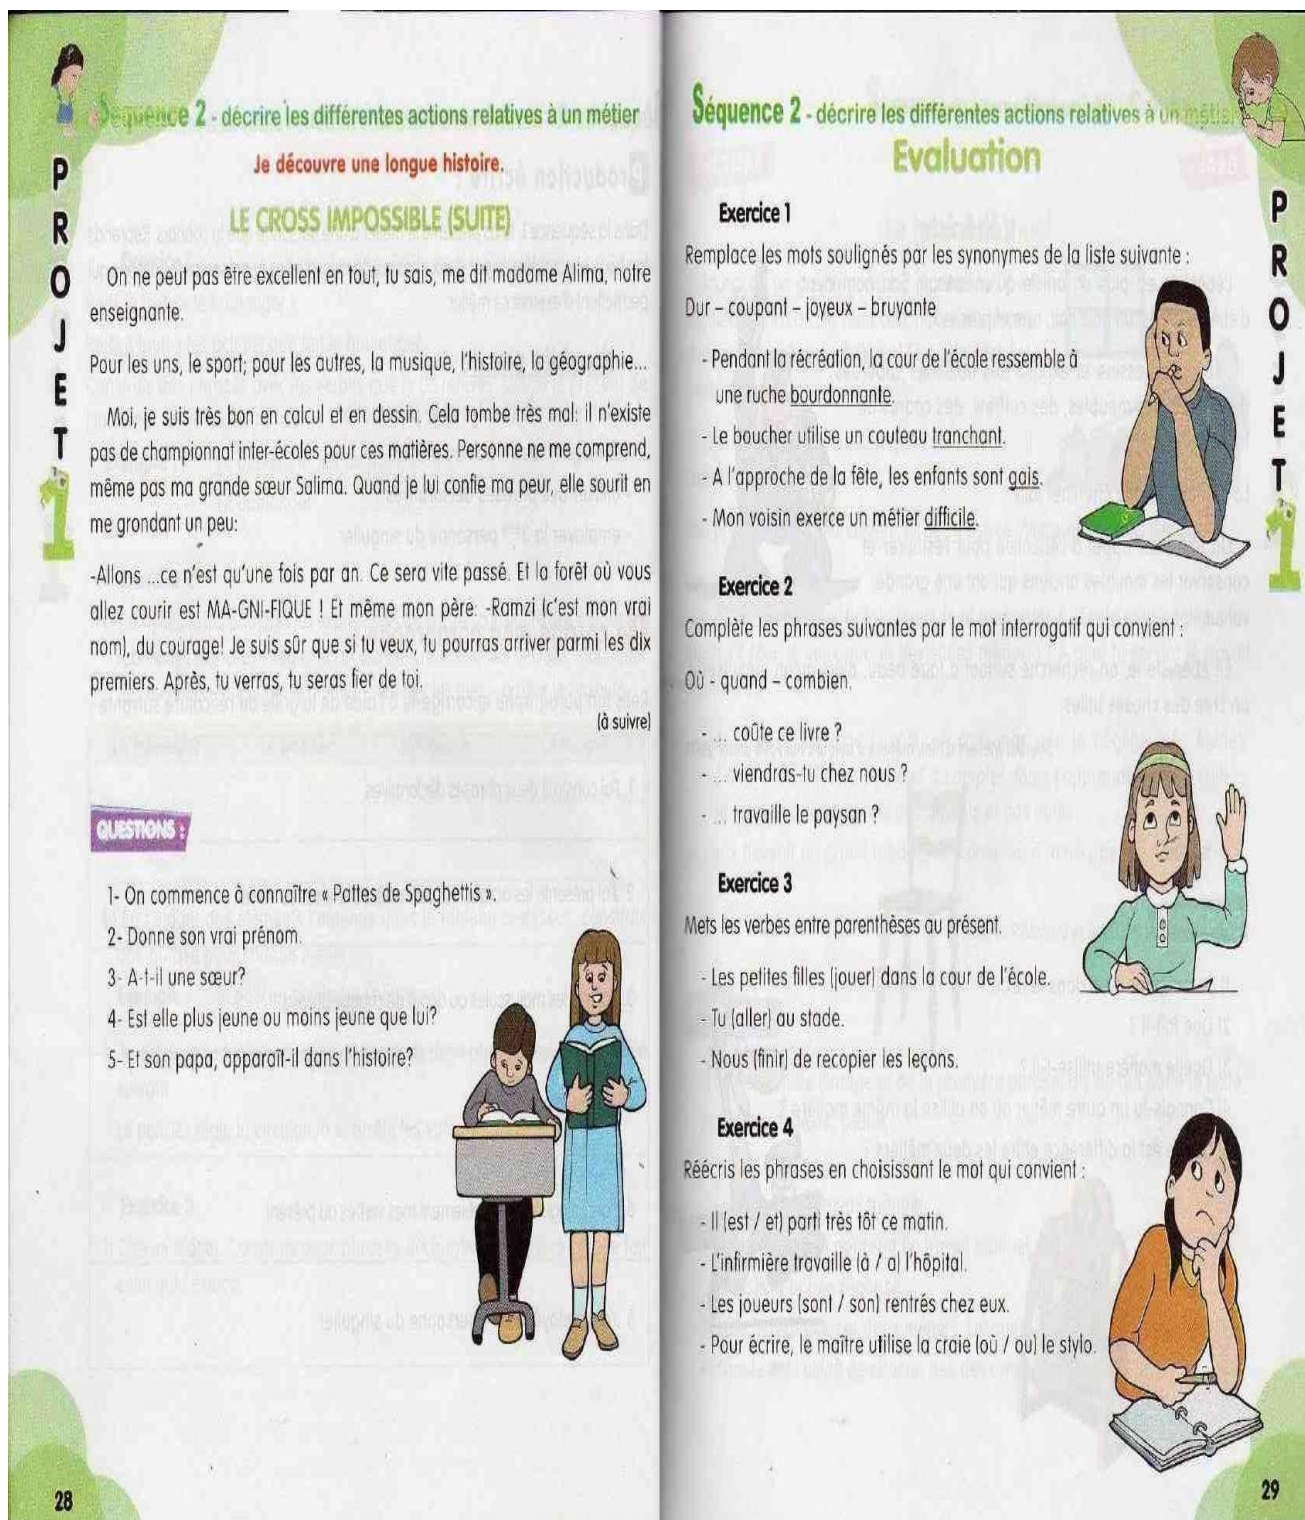 PROJET
1
Séquence 2 - décrire les différentes actions relatives à un métier
Je découvre une longue histoire.
LE CROSS IMPOSSIBLE (SUITE)
On ne peut pas être excellent en tout, tu sais, me dit madame Alima, notre
enseignante.
Pour les uns, le sport; pour les autres, la musique, l'histoire, la géographie...
Moi, je suis très bon en calcul et en dessin. Cela tombe très mal: il n'existe
pas de championnat inter-écoles pour ces matières. Personne ne me comprend,
même pas ma grande sœur Salima. Quand je lui confie ma peur, elle sourit en
me grondant un peu:
-Allons ...ce n'est qu'une fois par an. Ce sera vite passé. Et la forêt où vous
allez courir est MA-GNI-FIQUE ! Et même mon père: -Ramzi (c'est mon vrai
nom), du courage! Je suis sûr que si tu veux, tu pourras arriver parmi les dix
premiers. Après, tu verras, tu seras fier de toi.
(à suivre)
QUESTIONS :
1- On commence à connaître « Pattes de Spaghettis ».
2- Donne son vrai prénom.
3- A-t-il une sœur?
4- Est elle plus jeune ou moins jeune que lui?
5- Et son papa, apparaît-il dans l'histoire?
28
Séquence 2 - décrire les différentes actions relatives à un métier
Evaluation
Exercice 1
Remplace les mots soulignés par les synonymes de la liste suivante :
Dur – coupant – joyeux – bruyante
- Pendant la récréation, la cour de l'école ressemble à
une ruche bourdonnante.
- Le boucher utilise un couteau tranchant.
- A l'approche de la fête, les enfants sont gais.
- Mon voisin exerce un métier difficile.
Exercice 2
Complète les phrases suivantes par le mot interrogatif qui convient :
Où - quand – combien.
- ... coûte ce livre ?
- ... viendras-tu chez nous ?
- ... travaille le paysan ?
Exercice 3
Mets les verbes entre parenthèses au présent.
- Les petites filles (jouer) dans la cour de l'école.
- Tu (aller) au stade.
- Nous (finir) de recopier les leçons.
Exercice 4
Réécris les phrases en choisissant le mot qui convient :
- Il (est / et) parti très tôt ce matin.
- L'infirmière travaille (à / a) l'hôpital.
- Les joueurs (sont / son) rentrés chez eux.
- Pour écrire, le maître utilise la craie (où / ou) le stylo.
PROJET
1
29